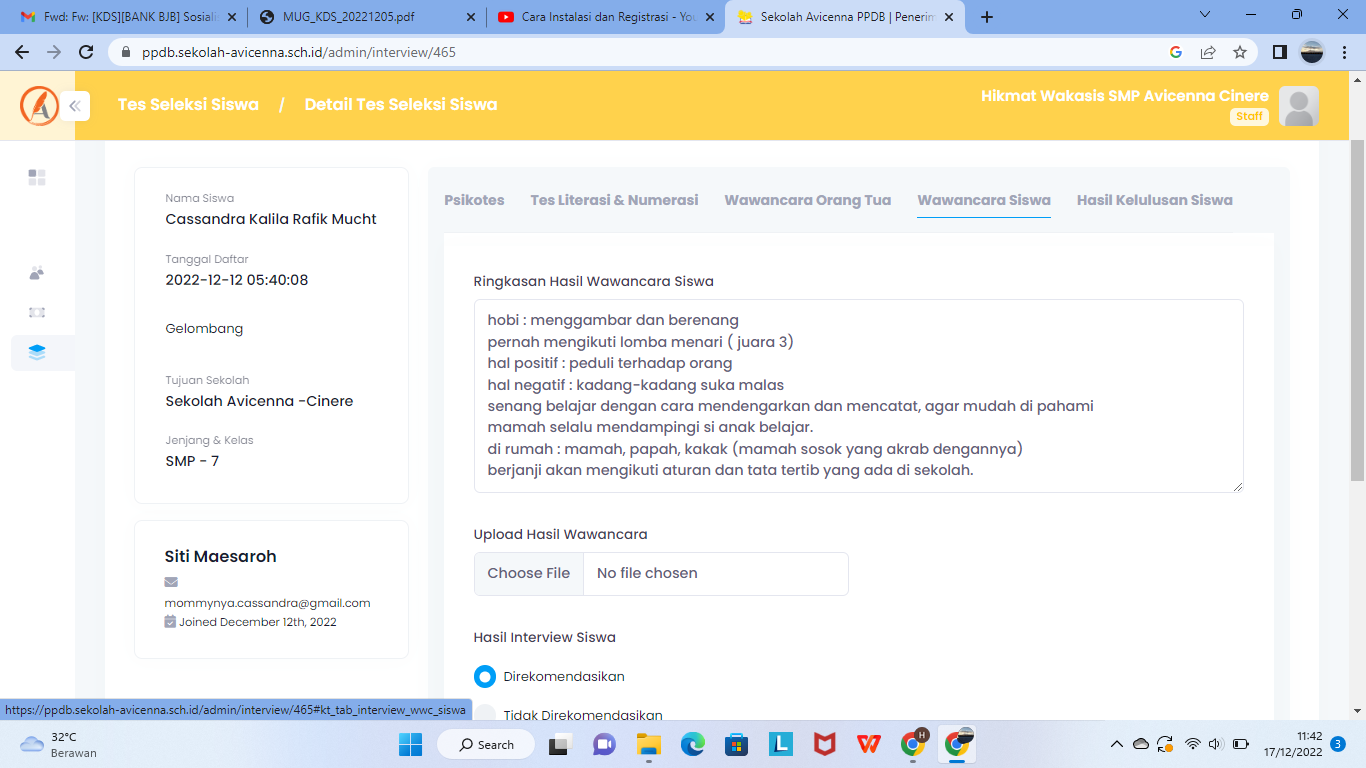 Fwd: Fw: [KDS][BANK BJB] Sosiali
MUG_KDS_20221205.pdf
Cara Instalasi dan Registrasi - You
Sekolah Avicenna PPDB | Penerim
ppdb.sekolah-avicenna.sch.id/admin/interview/465
Tes Seleksi Siswa / Detail Tes Seleksi Siswa
Hikmat Wakasis SMP Avicenna Cinere
Staff
Nama Siswa
Cassandra Kalila Rafik Mucht
Tanggal Daftar
2022-12-12 05:40:08
Gelombang
Tujuan Sekolah
Sekolah Avicenna -Cinere
Jenjang & Kelas
SMP - 7
Siti Maesaroh
mommynya.cassandra@gmail.com
Joined December 12th, 2022
Psikotes Tes Literasi & Numerasi Wawancara Orang Tua Wawancara Siswa Hasil Kelulusan Siswa
Ringkasan Hasil Wawancara Siswa
hobi : menggambar dan berenang
pernah mengikuti lomba menari ( juara 3)
hal positif : peduli terhadap orang
hal negatif : kadang-kadang suka malas
senang belajar dengan cara mendengarkan dan mencatat, agar mudah di pahami
mamah selalu mendampingi si anak belajar.
di rumah : mamah, papah, kakak (mamah sosok yang akrab dengannya)
berjanji akan mengikuti aturan dan tata tertib yang ada di sekolah.
Upload Hasil Wawancara
Choose File No file chosen
Hasil Interview Siswa
Direkomendasikan
Tidak Direkomendasikan
https://ppdb.sekolah-avicenna.sch.id/admin/interview/465#kt_tab_interview_wwc_siswa
32°C
Berawan
Search
11:42
17/12/2022
3